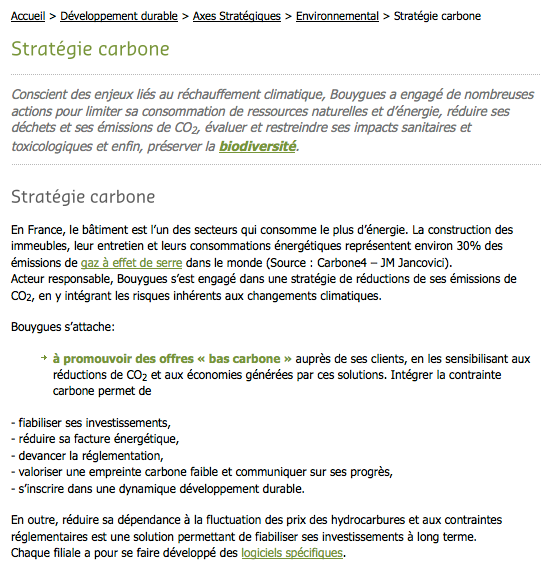 Accueil > Développement durable > Axes Stratégiques > Environnemental > Stratégie carbone
Stratégie carbone
Conscient des enjeux liés au réchauffement climatique, Bouygues a engagé de nombreuses
actions pour limiter sa consommation de ressources naturelles et d’énergie, réduire ses
déchets et ses émissions de CO2, évaluer et restreindre ses impacts sanitaires et
toxicologiques et enfin, préserver la biodiversité.
Stratégie carbone
En France, le bâtiment est l’un des secteurs qui consomme le plus d’énergie. La construction des
immeubles, leur entretien et leurs consommations énergétiques représentent environ 30% des
émissions de gaz à effet de serre dans le monde (Source : Carbone4 – JM Jancovici).
Acteur responsable, Bouygues s’est engagé dans une stratégie de réductions de ses émissions de
CO2, en y intégrant les risques inhérents aux changements climatiques.
Bouygues s’attache:
→ à promouvoir des offres « bas carbone » auprès de ses clients, en les sensibilisant aux
réductions de CO2 et aux économies générées par ces solutions. Intégrer la contrainte
carbone permet de
- fiabiliser ses investissements,
- réduire sa facture énergétique,
- devancer la réglementation,
- valoriser une empreinte carbone faible et communiquer sur ses progrès,
- s’inscrire dans une dynamique développement durable.
En outre, réduire sa dépendance à la fluctuation des prix des hydrocarbures et aux contraintes
réglementaires est une solution permettant de fiabiliser ses investissements à long terme.
Chaque filiale a pour se faire développé des logiciels spécifiques.